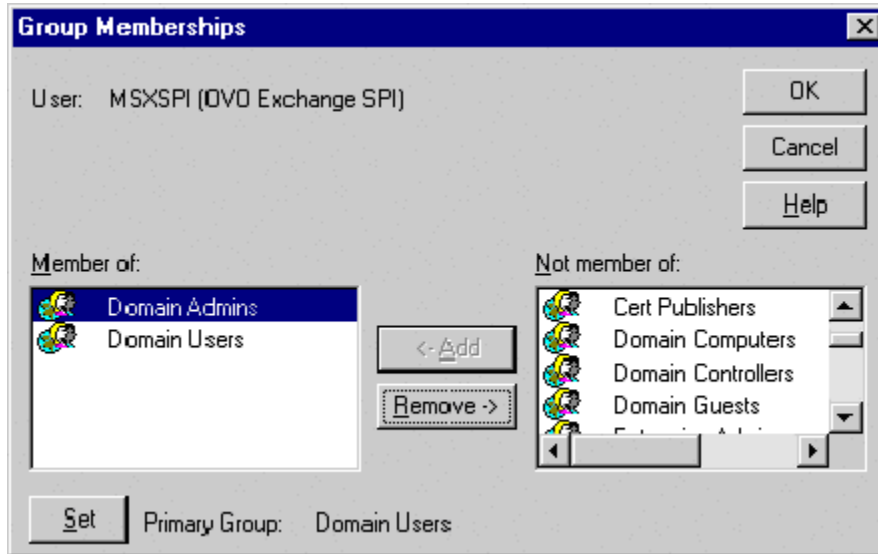 Group Memberships
User: MSXSPI (OVO Exchange SPI)
OK
Cancel
Help
Member of:
Domain Admins
Domain Users
<- Add
Remove ->
Not member of:
Cert Publishers
Domain Computers
Domain Controllers
Domain Guests
Set
Primary Group: Domain Users